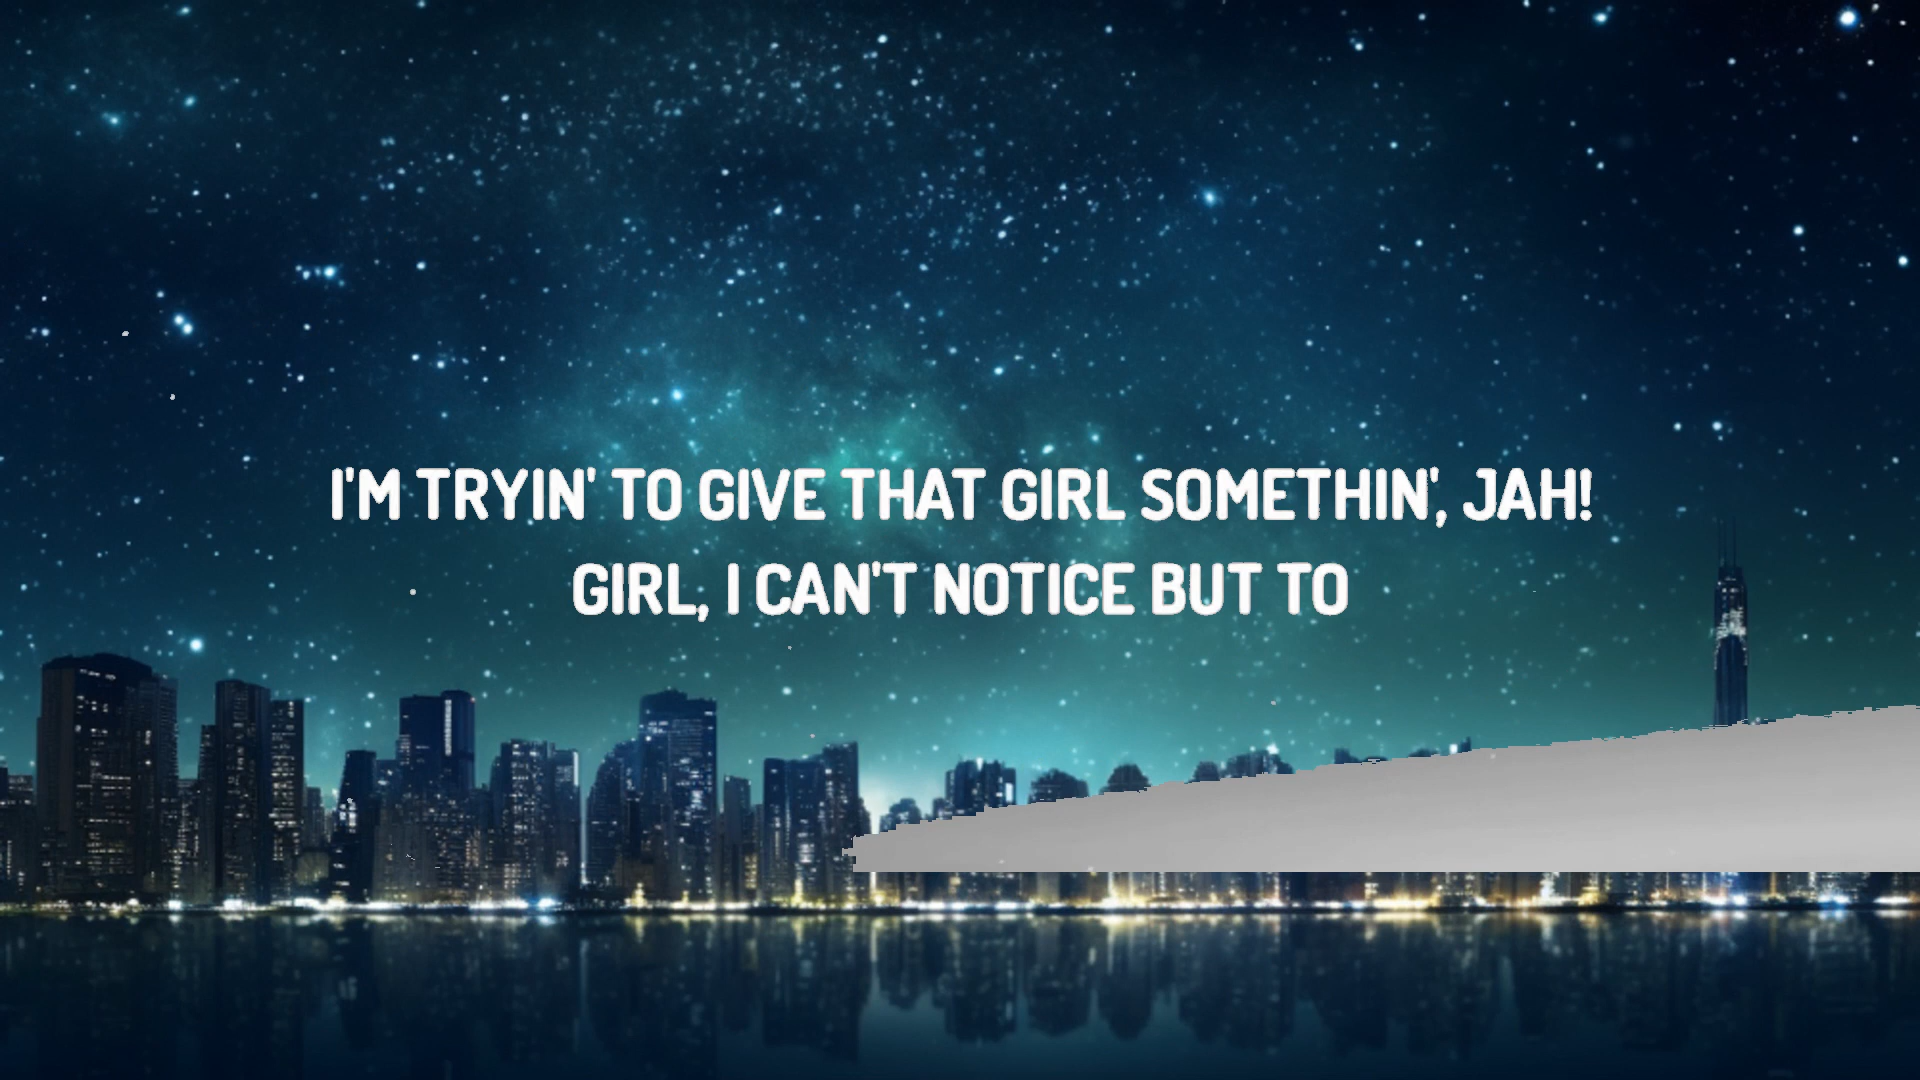 I'M TRYIN' TO GIVE THAT GIRL SOMETHIN', JAH!
GIRL, I CAN'T NOTICE BUT TO